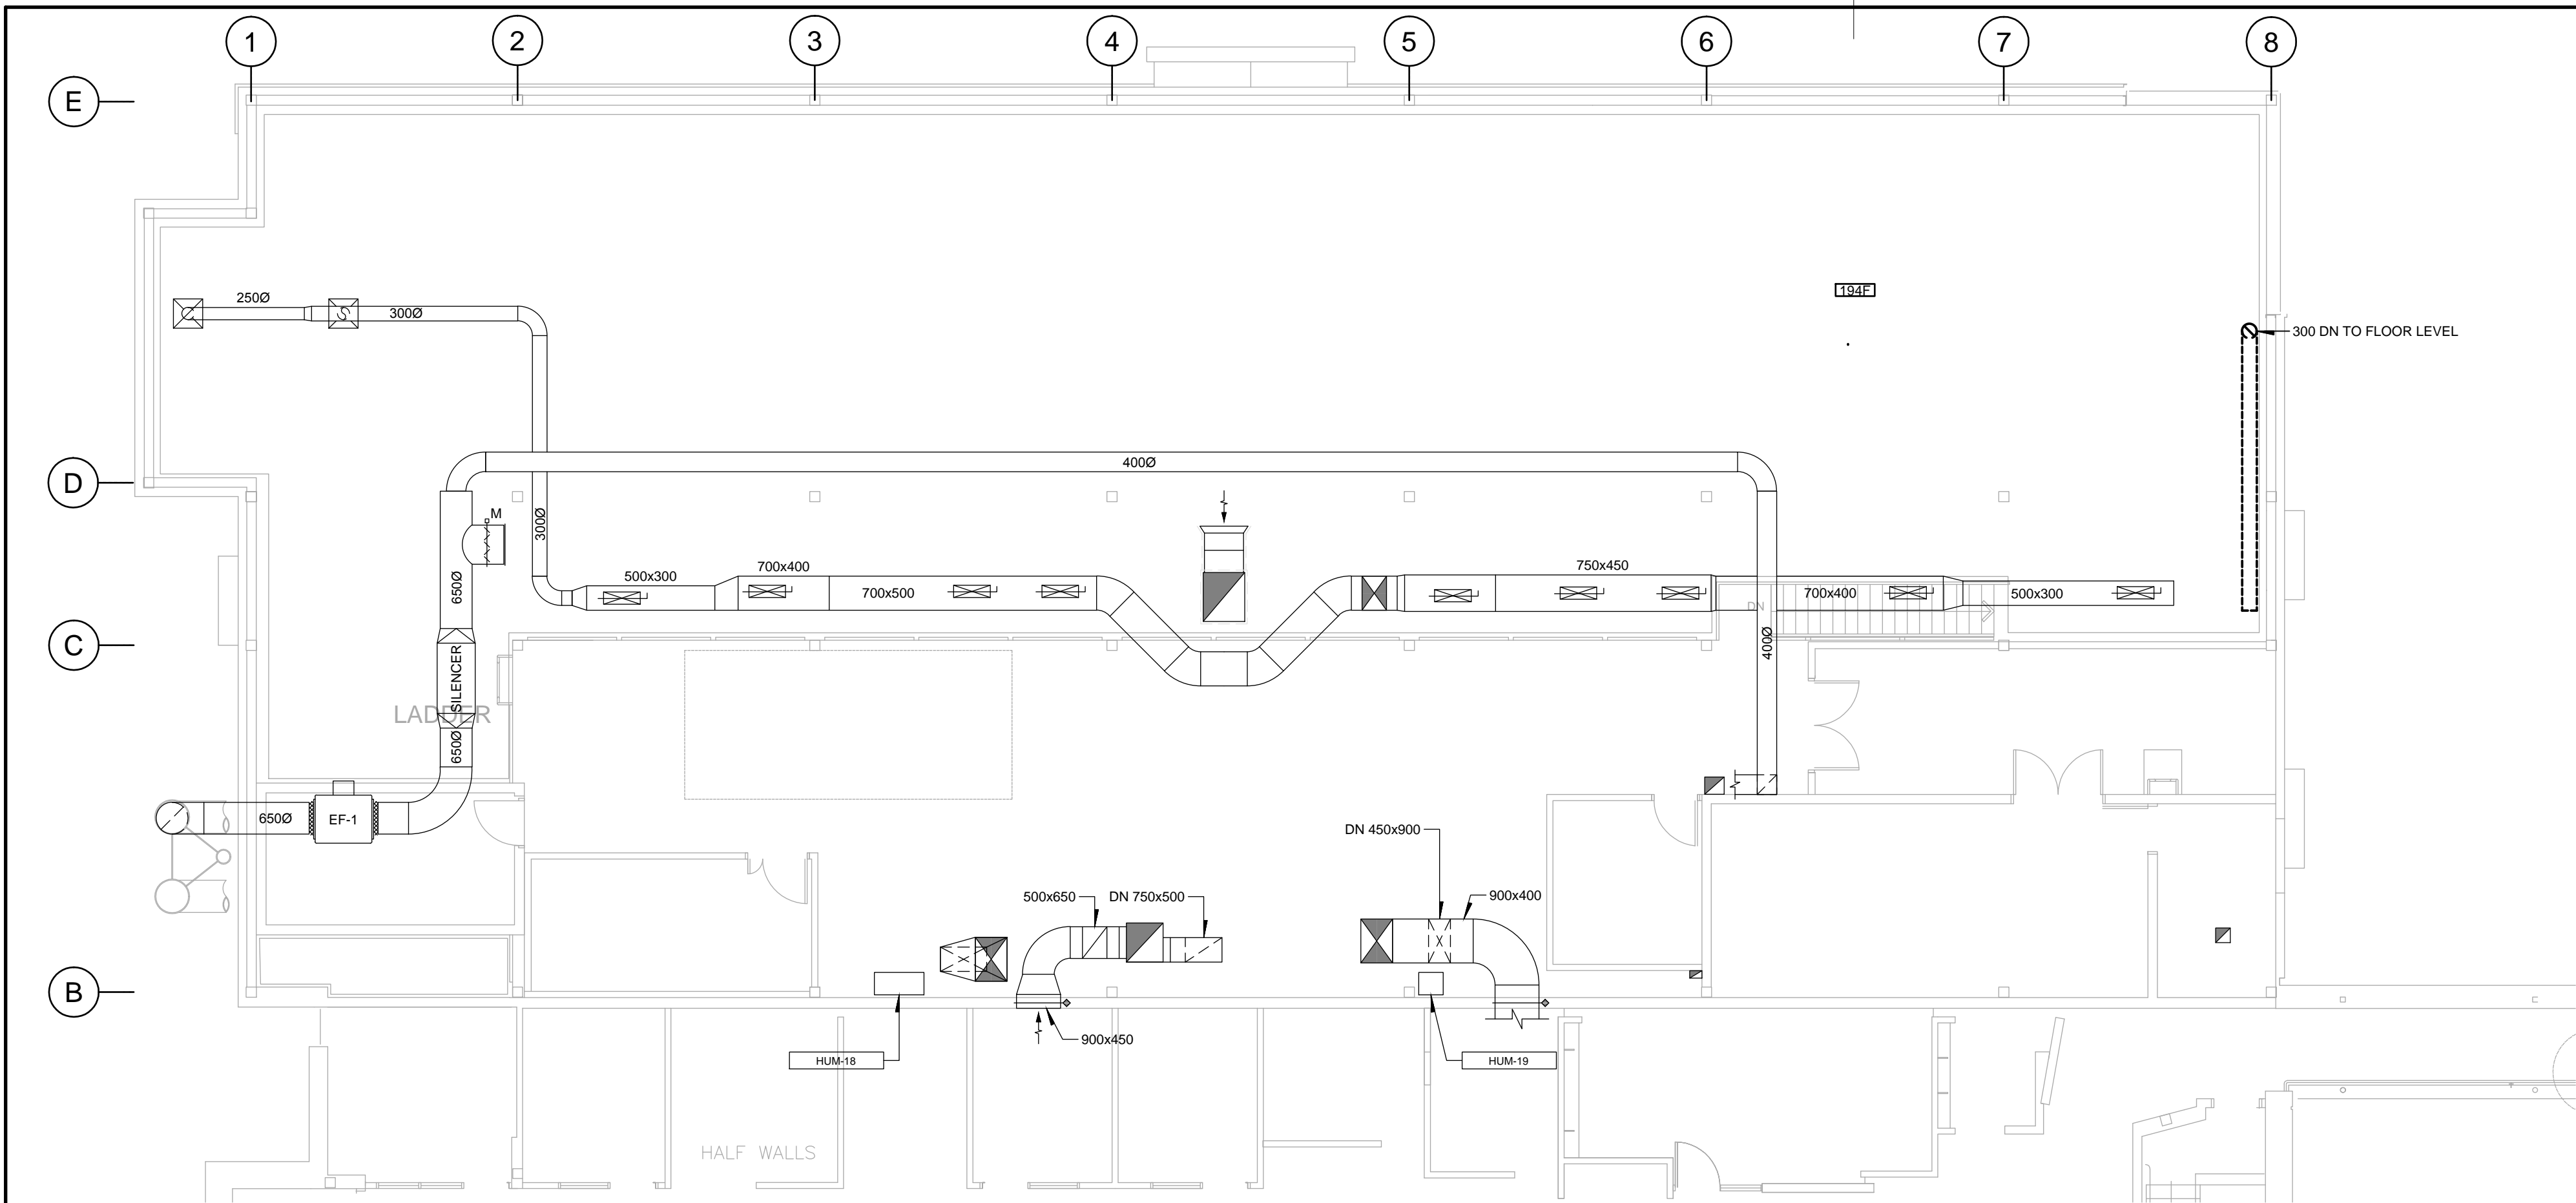 1 2 3 4 5 6 7 8
E
194F
250Ø
300Ø
300 DN TO FLOOR LEVEL
D
400Ø
M
300Ø
750x450
700x400
500x300
650Ø
700x500
700x400
500x300
DN
C
400Ø
SILENCER
LADDER
650Ø
650Ø
EF-1
DN 450x900
500x650
DN 750x500
900x400
B
900x450
HUM-18
HUM-19
HALF WALLS